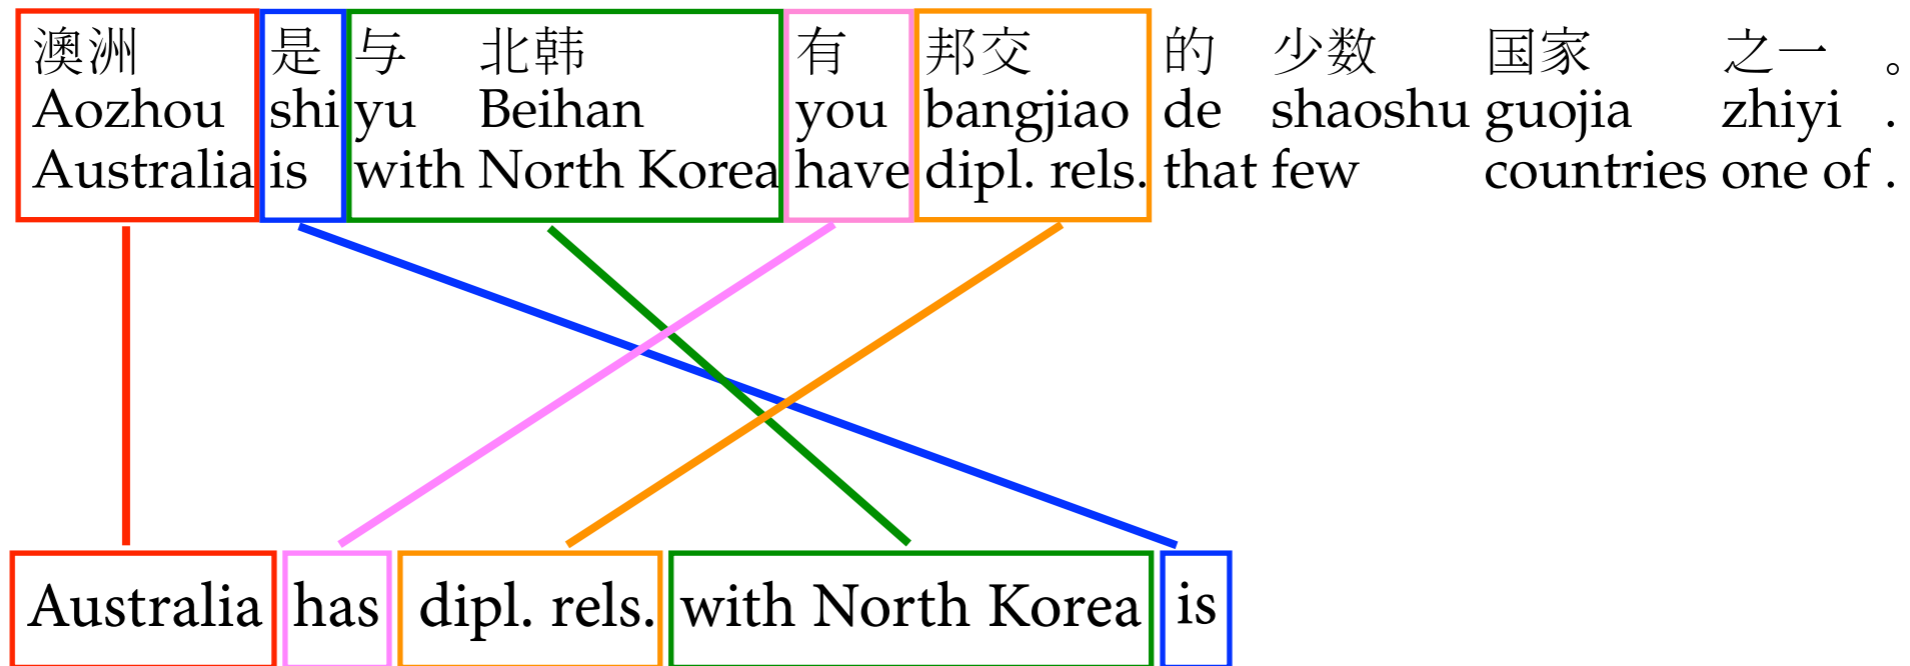 澳洲 是 与 北韩 有 邦交 的 少数 国家 之一 。
Aozhou shi yu Beihan you bangjiao de shaoshu guojia zhiyi .
Australia is with North Korea have dipl. rels. that few countries one of .
Australia has dipl. rels. with North Korea is